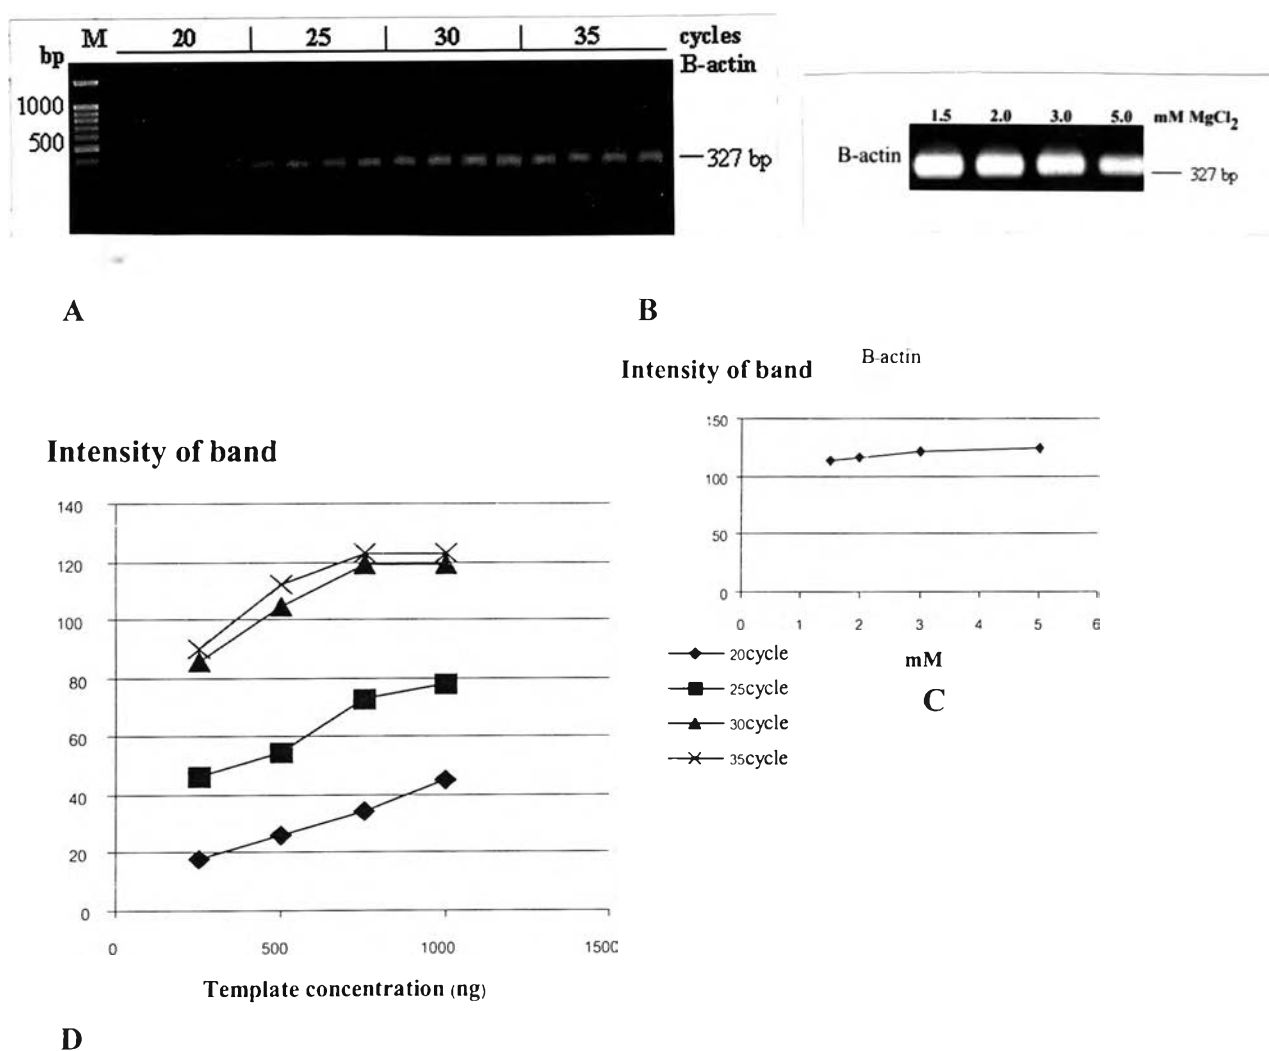 M 20 25 30 35 cycles
bp B-actin
1000
500
327 bp
A
1.5 2.0 3.0 5.0 mM MgCl2
B-actin
327 bp
B
Intensity of band
140
120
100
80
60
40
20
0
0 500 1000 1500
Template concentration (ng)
D
Intensity of band B-actin
150
100
50
0
0 1 2 3 4 5 6
mM
C
20cycle
25cycle
30cycle
35cycle